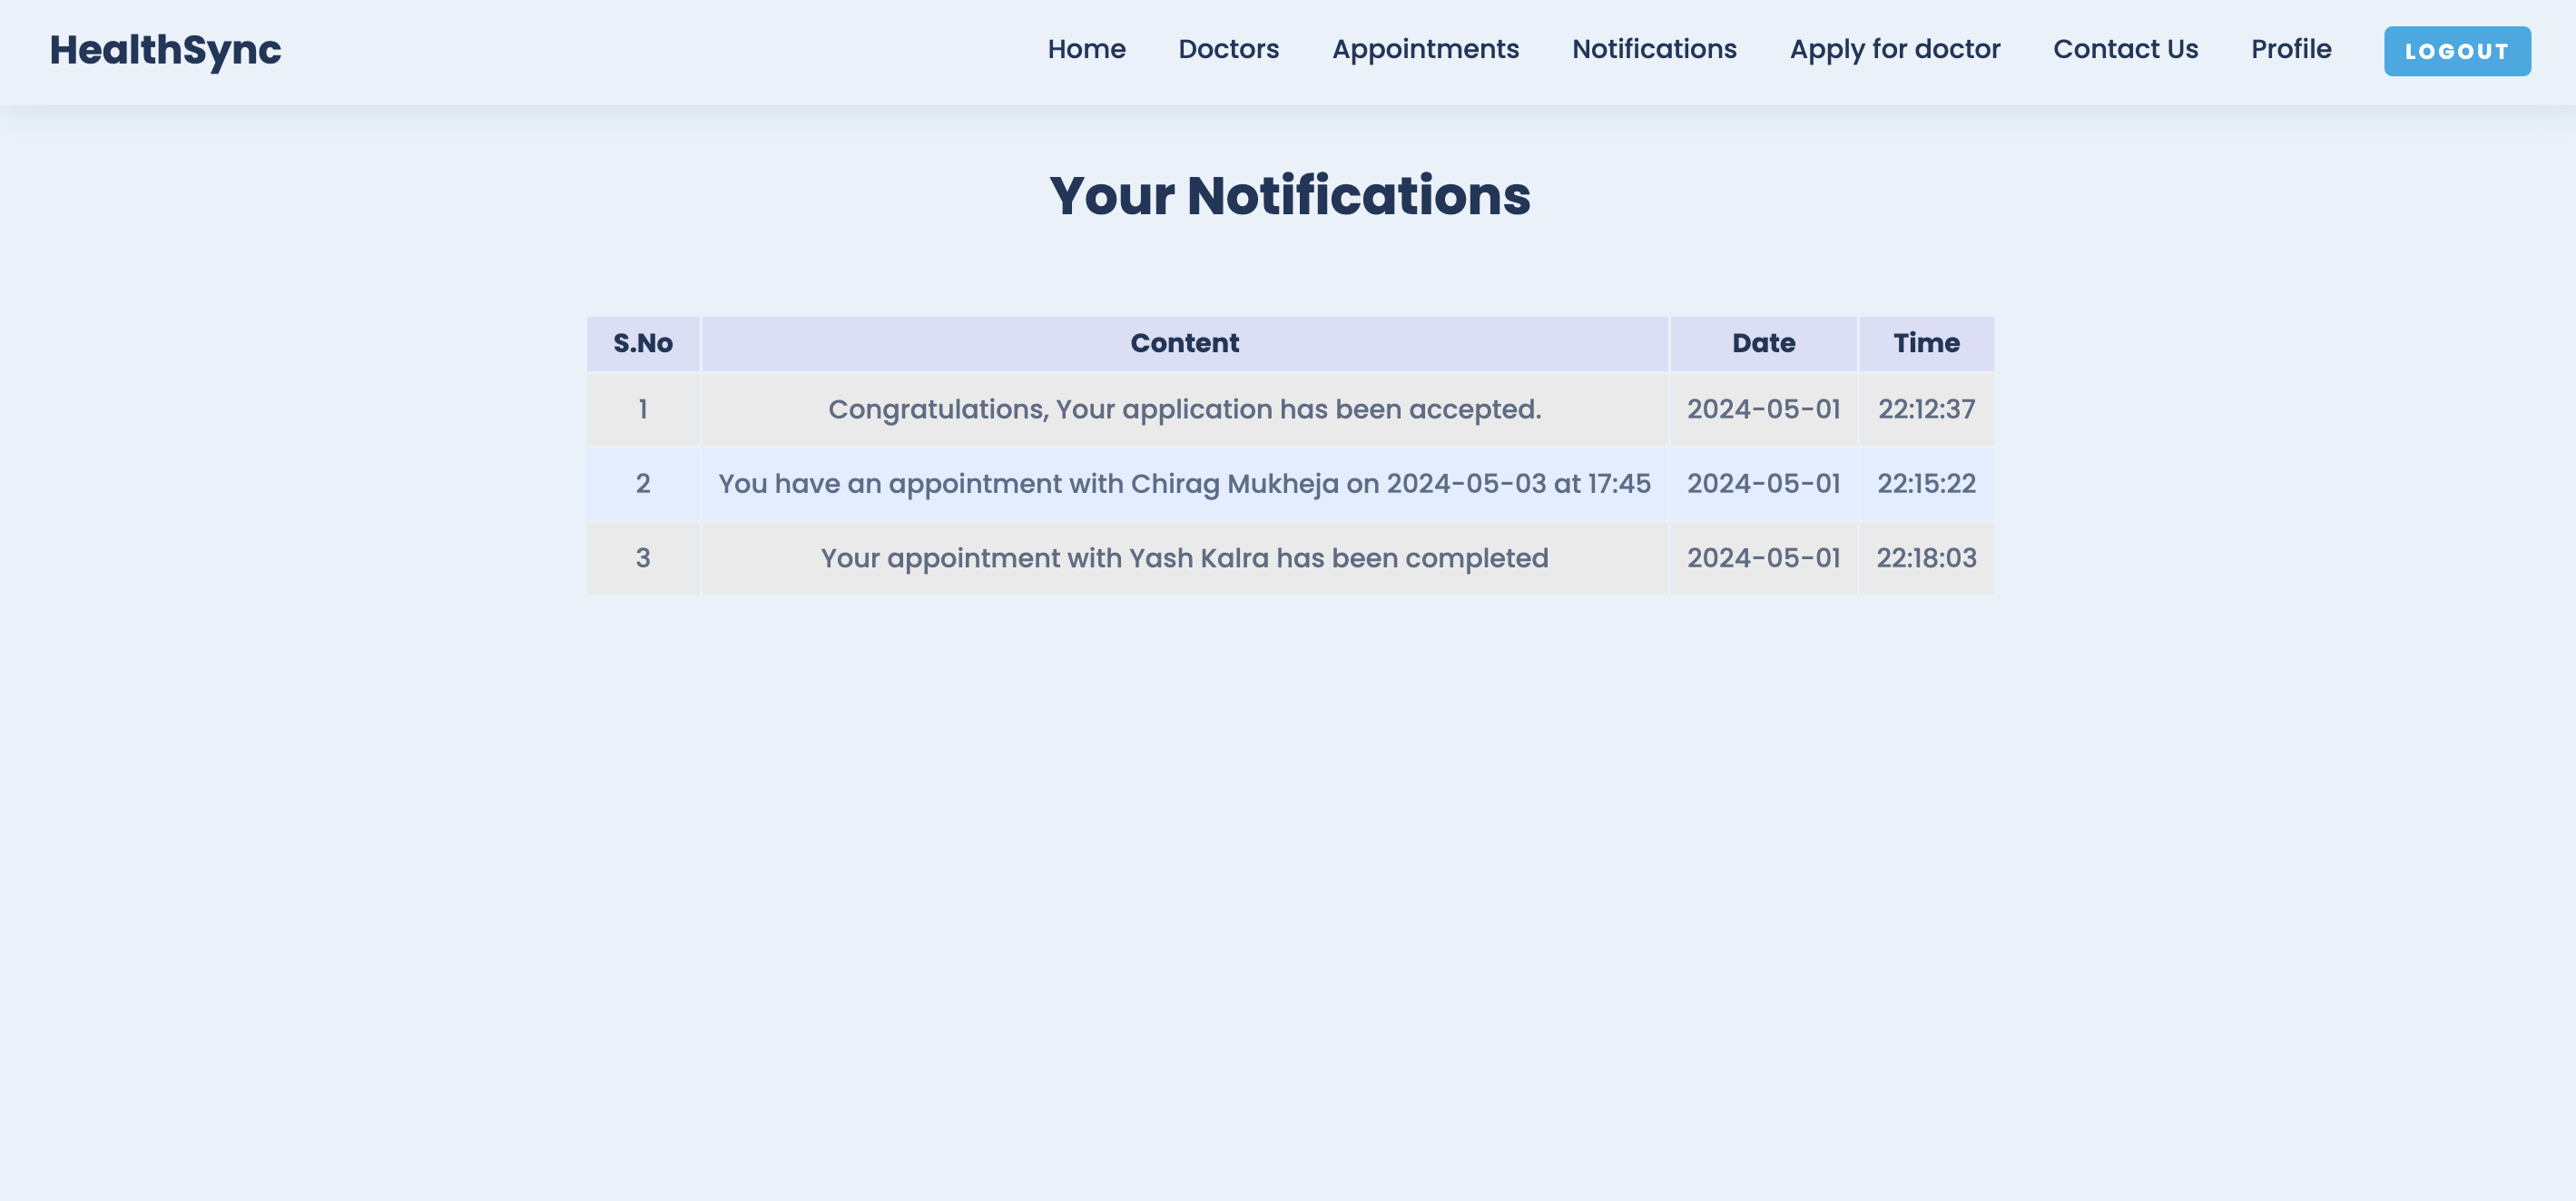 HealthSync Home Doctors Appointments Notifications Apply for doctor Contact Us Profile LOGOUT
Your Notifications
S.No Content Date Time
1 Congratulations, Your application has been accepted. 2024-05-01 22:12:37
2 You have an appointment with Chirag Mukheja on 2024-05-03 at 17:45 2024-05-01 22:15:22
3 Your appointment with Yash Kalra has been completed 2024-05-01 22:18:03